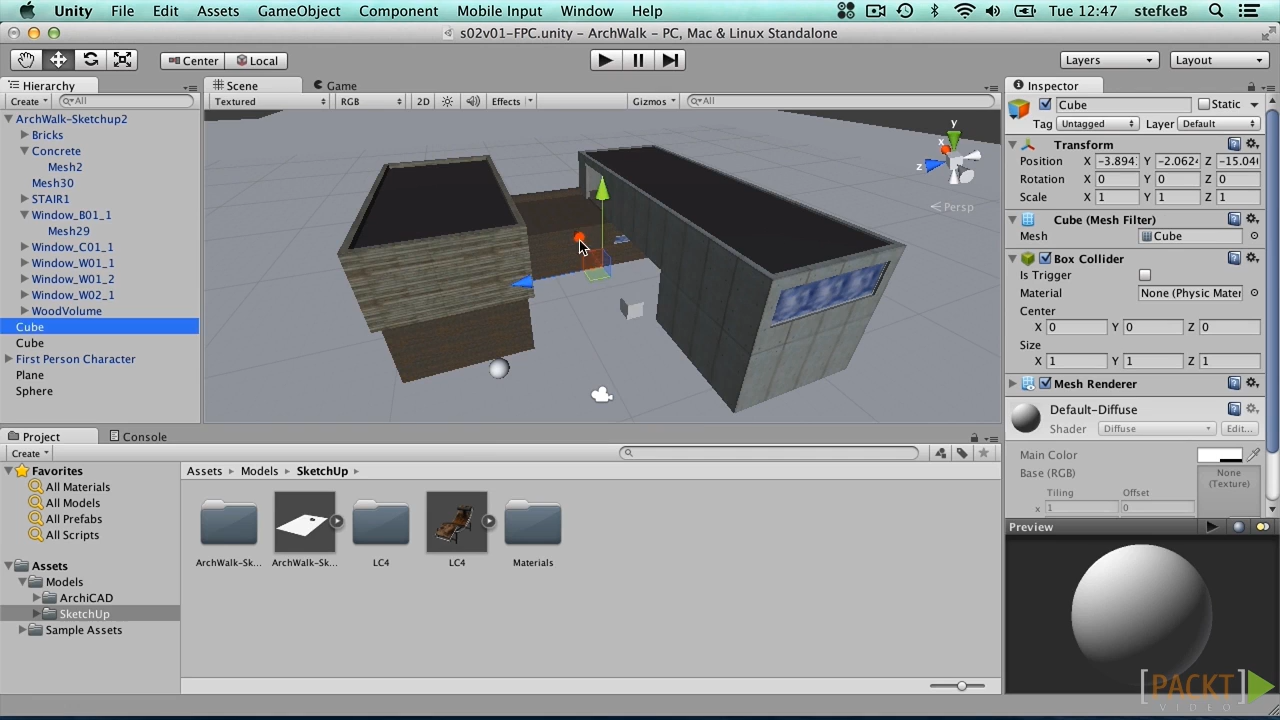 Unity File Edit Assets GameObject Component Mobile Input Window Help Tue 12:47 stefkeB
s02v01-FPC.unity – ArchWalk – PC, Mac & Linux Standalone
Center Local Layers Layout
Hierarchy
Create All
ArchWalk-Sketchup2
Bricks
Concrete
Mesh2
Mesh30
STAIR1
Window_B01_1
Mesh29
Window_C01_1
Window_W01_1
Window_W01_2
Window_W02_1
WoodVolume
Cube
Cube
First Person Character
Plane
Sphere
Scene Game
Textured RGB 2D Effects Gizmos All
y
x
z
Persp
Inspector
Cube Static
Tag Untagged Layer Default
Transform
Position X -3.894 Y -2.062 Z -15.04
Rotation X 0 Y 0 Z 0
Scale X 1 Y 1 Z 1
Cube (Mesh Filter)
Mesh Cube
Box Collider
Is Trigger
Material None (Physic Mater
Center
X 0 Y 0 Z 0
Size
X 1 Y 1 Z 1
Mesh Renderer
Default-Diffuse
Shader Diffuse Edit...
Main Color
Base (RGB) None
(Texture)
Tiling Offset
x 1 0
Preview
Project Console
Create
Favorites
All Materials
All Models
All Prefabs
All Scripts
Assets
Models
ArchiCAD
SketchUp
Sample Assets
Assets Models SketchUp
ArchWalk-Sk... ArchWalk-Sk... LC4 LC4 Materials
[PACKT]
VIDEO